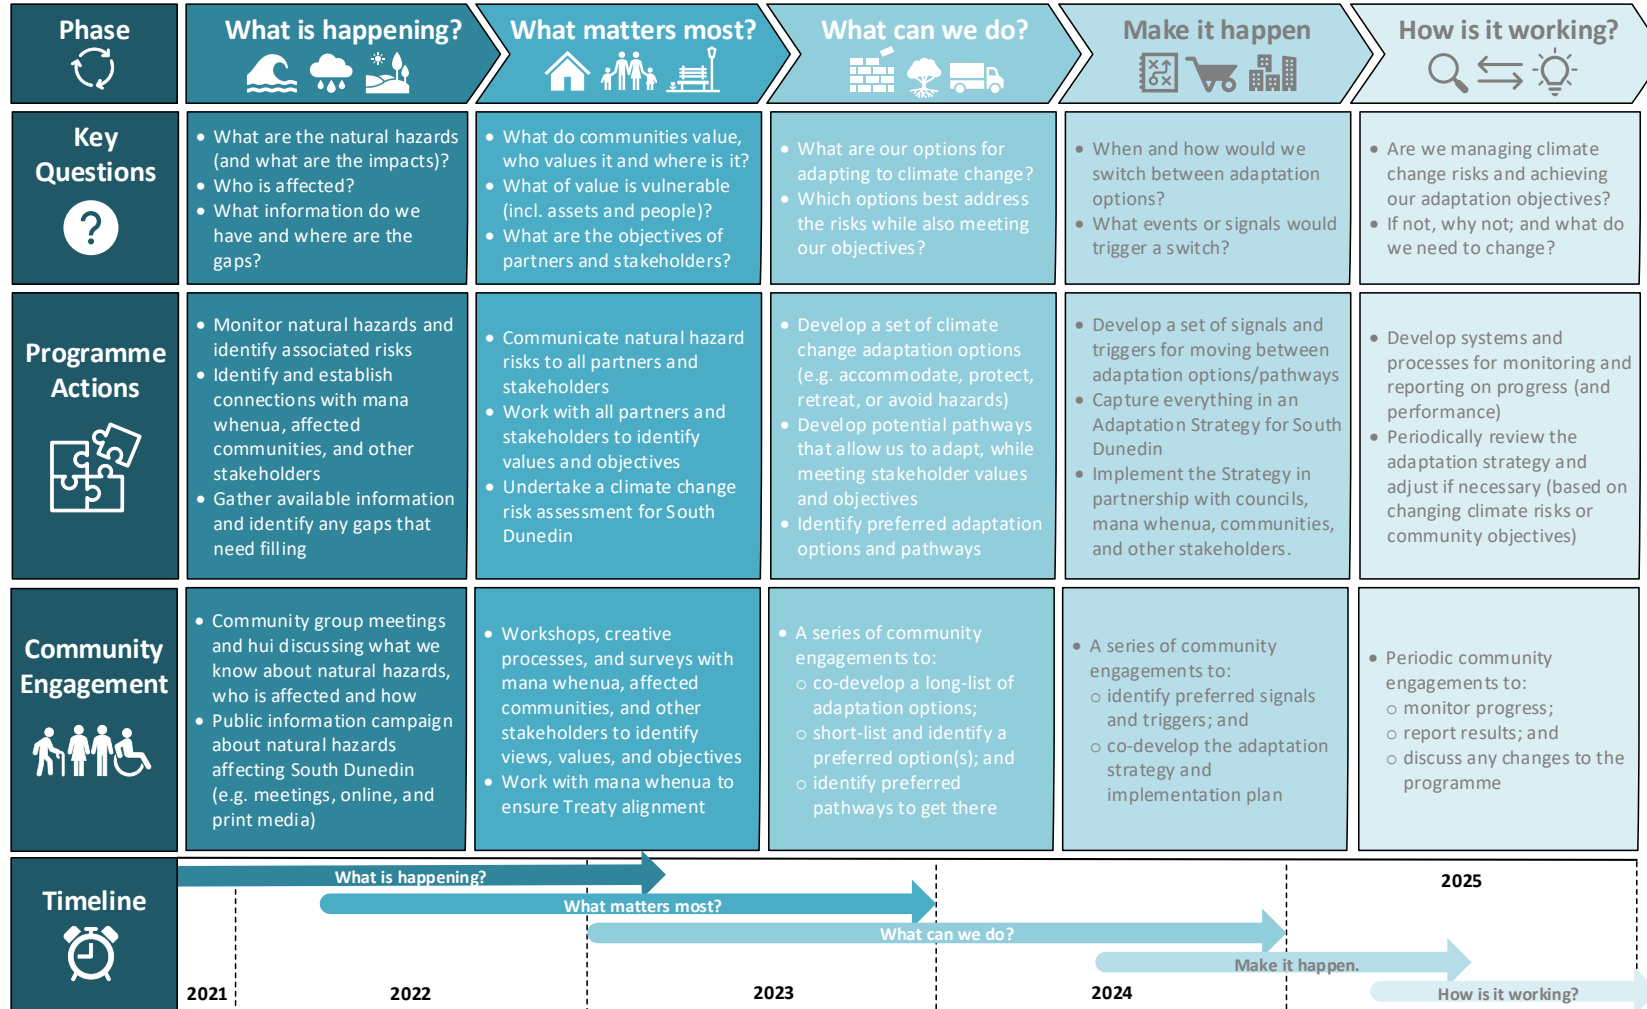 Phase
What is happening?
What matters most?
What can we do?
Make it happen
How is it working?
Key
Questions
?
• What are the natural hazards
(and what are the impacts)?
• Who is affected?
• What information do we
have and where are the
gaps?
• What do communities value,
who values it and where is it?
• What of value is vulnerable
(incl. assets and people)?
• What are the objectives of
partners and stakeholders?
• What are our options for
adapting to climate change?
• Which options best address
the risks while also meeting
our objectives?
• When and how would we
switch between adaptation
options?
• What events or signals would
trigger a switch?
• Are we managing climate
change risks and achieving
our adaptation objectives?
• If not, why not; and what do
we need to change?
Programme
Actions
• Monitor natural hazards and
identify associated risks
• Identify and establish
connections with mana
whenua, affected
communities, and other
stakeholders
• Gather available information
and identify any gaps that
need filling
• Communicate natural hazard
risks to all partners and
stakeholders
• Work with all partners and
stakeholders to identify
values and objectives
• Undertake a climate change
risk assessment for South
Dunedin
• Develop a set of climate
change adaptation options
(e.g. accommodate, protect,
retreat, or avoid hazards)
• Develop potential pathways
that allow us to adapt, while
meeting stakeholder values
and objectives
• Identify preferred adaptation
options and pathways
• Develop a set of signals and
triggers for moving between
adaptation options/pathways
• Capture everything in an
Adaptation Strategy for South
Dunedin
• Implement the Strategy in
partnership with councils,
mana whenua, communities,
and other stakeholders.
• Develop systems and
processes for monitoring and
reporting on progress (and
performance)
• Periodically review the
adaptation strategy and
adjust if necessary (based on
changing climate risks or
community objectives)
Community
Engagement
• Community group meetings
and hui discussing what we
know about natural hazards,
who is affected and how
• Public information campaign
about natural hazards
affecting South Dunedin
(e.g. meetings, online, and
print media)
• Workshops, creative
processes, and surveys with
mana whenua, affected
communities, and other
stakeholders to identify
views, values, and objectives
• Work with mana whenua to
ensure Treaty alignment
• A series of community
engagements to:
o co-develop a long-list of
adaptation options;
o short-list and identify a
preferred option(s); and
o identify preferred
pathways to get there
• A series of community
engagements to:
o identify preferred signals
and triggers; and
o co-develop the adaptation
strategy and
implementation plan
• Periodic community
engagements to:
o monitor progress;
o report results; and
o discuss any changes to the
programme
Timeline
What is happening?
What matters most?
What can we do?
Make it happen.
How is it working?
2021
2022
2023
2024
2025